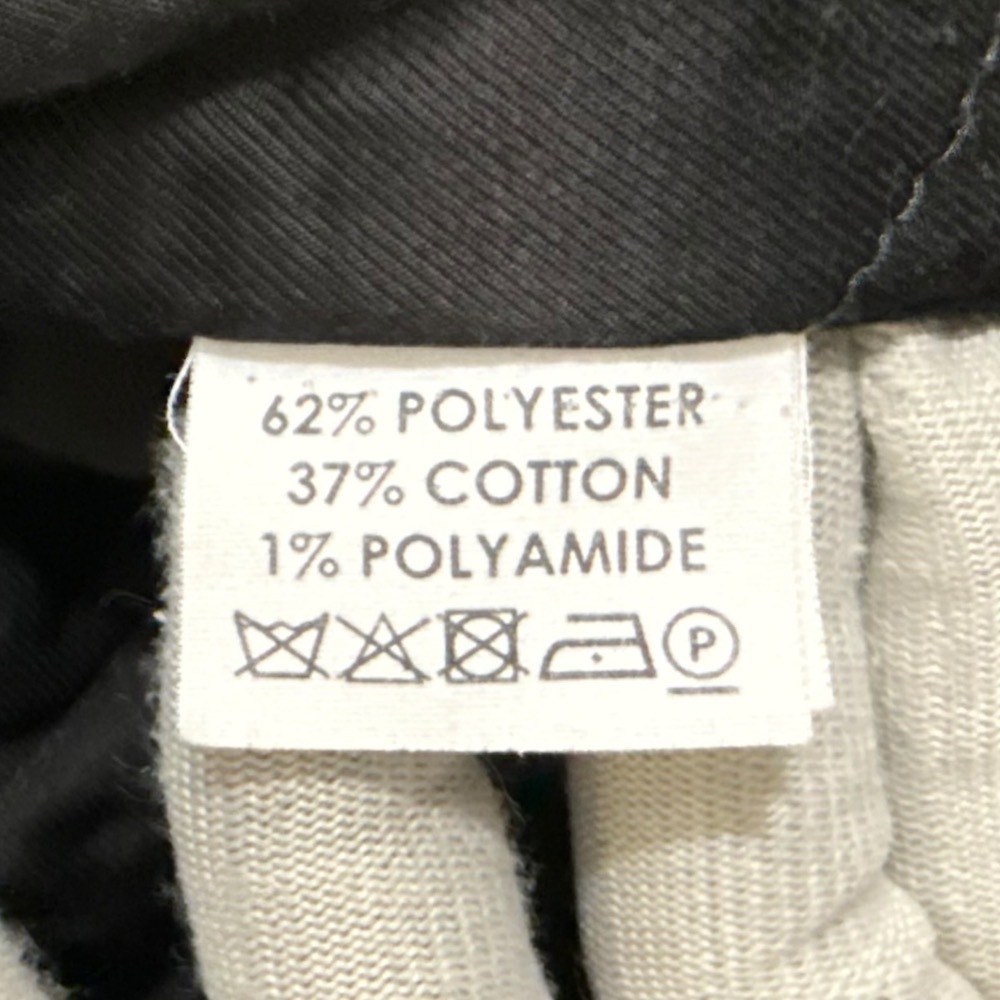 62% POLYESTER
37% COTTON
1% POLYAMIDE
P